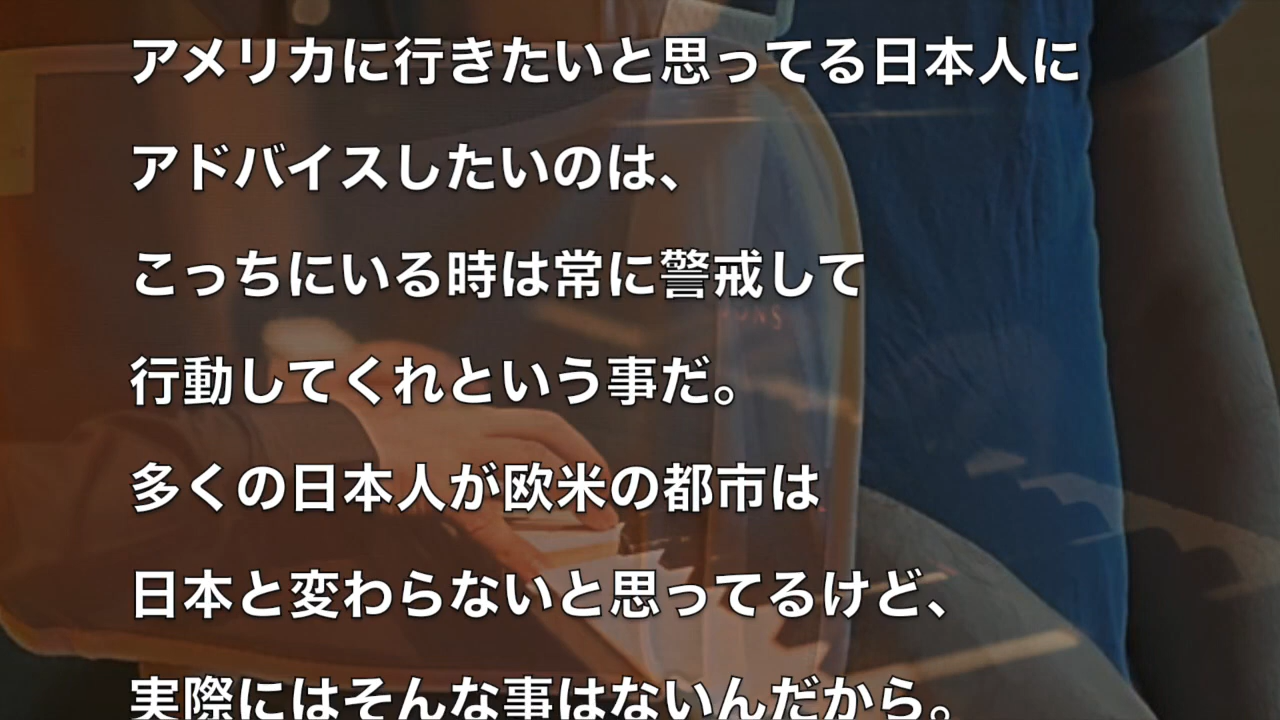 アメリカに行きたいと思ってる日本人に
アドバイスしたいのは、
こっちにいる時は常に警戒して
行動してくれという事だ。
多くの日本人が欧米の都市は
日本と変わらないと思ってるけど、
実際にはそんな事はないんだから。